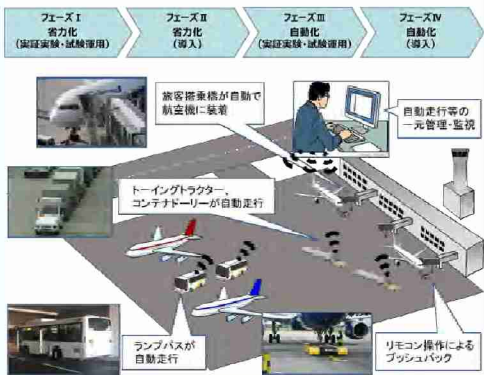 フェーズⅠ
省力化
(実証実験・試験運用)
フェーズⅡ
省力化
(導入)
フェーズⅢ
自動化
(実証実験・試験運用)
フェーズⅣ
自動化
(導入)
旅客搭乗橋が自動で
航空機に装着
自動走行等の
一元管理・監視
トーイングトラクター、
コンテナドーリーが自動走行
ランプバスが
自動走行
リモコン操作による
プッシュバック